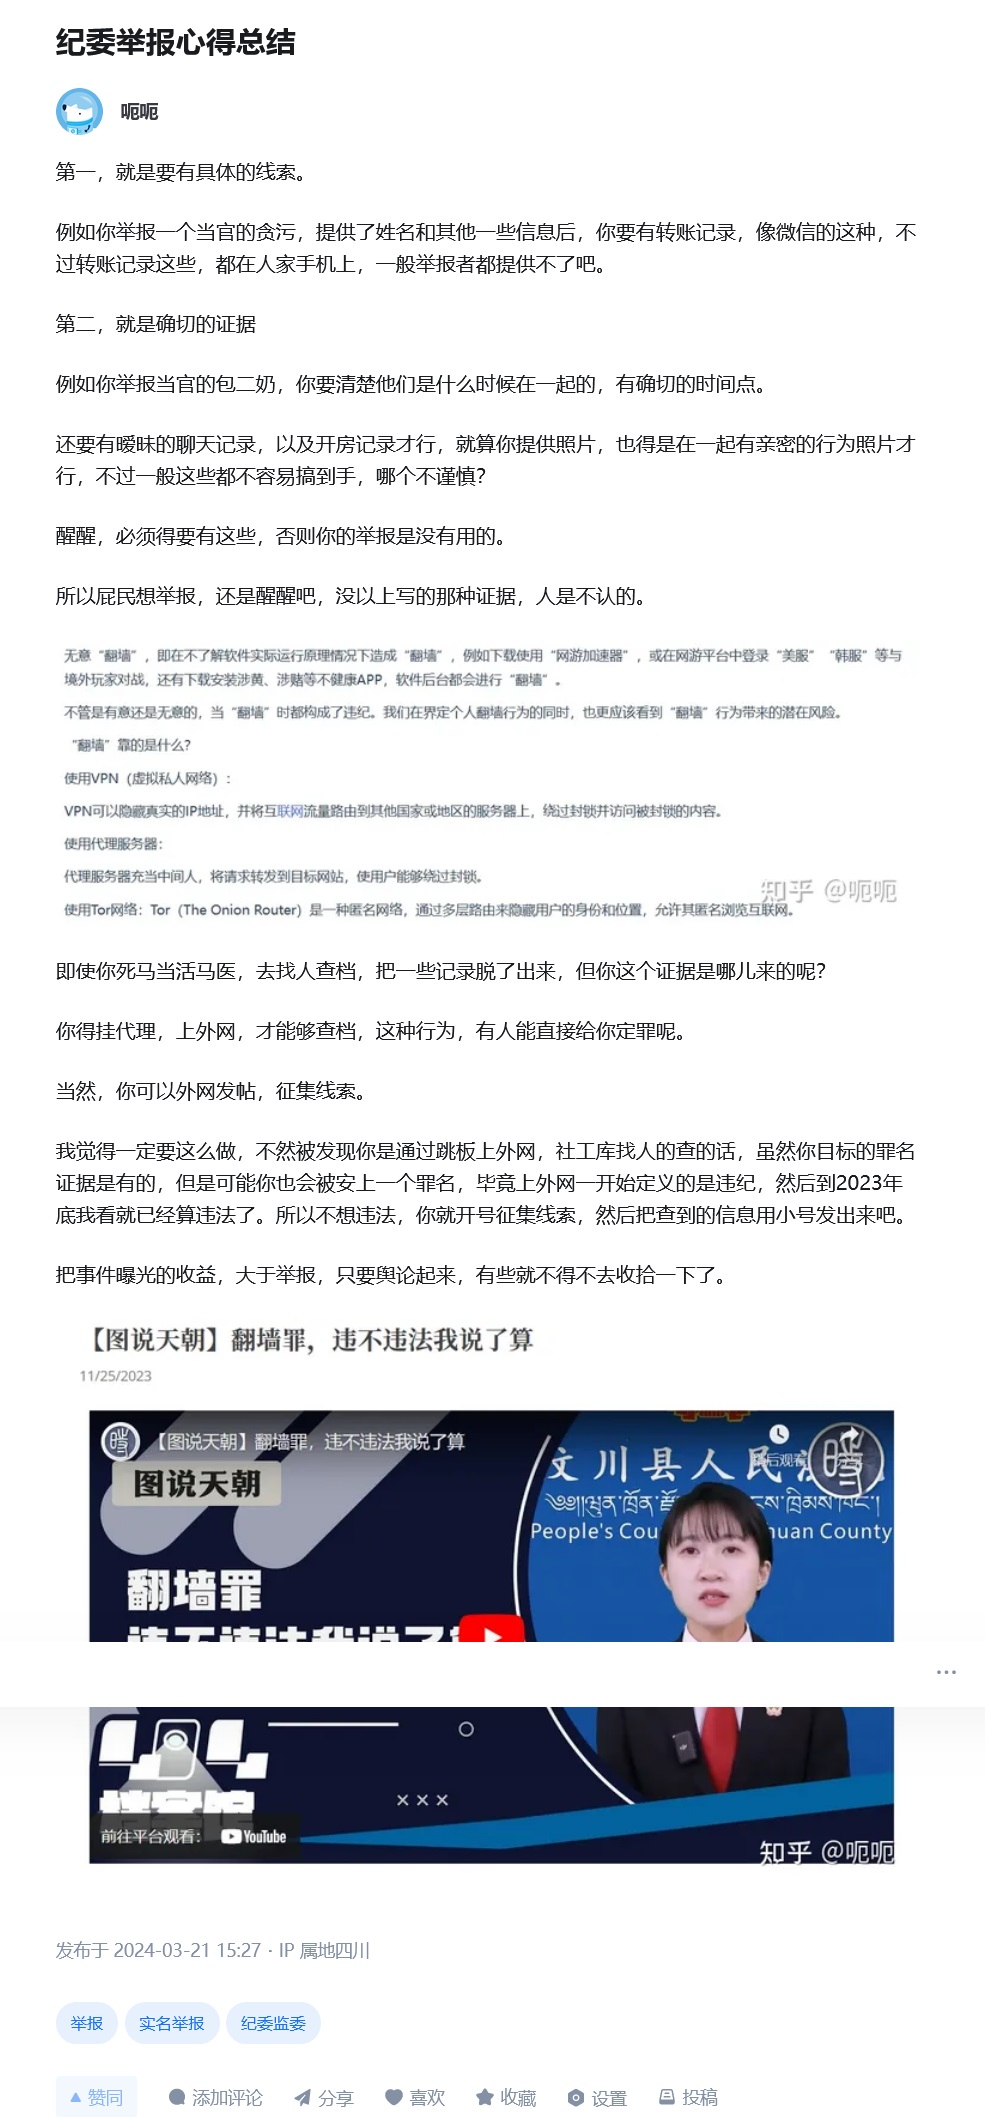 纪委举报心得总结
呃呃
第一，就是要有具体的线索。
例如你举报一个当官的贪污，提供了姓名和其他一些信息后，你要有转账记录，像微信的这种，不
过转账记录这些，都在人家手机上，一般举报者都提供不了吧。
第二，就是确切的证据
例如你举报当官的包二奶，你要清楚他们是什么时候在一起的，有确切的时间点。
还要有暧昧的聊天记录，以及开房记录才行，就算你提供照片，也得是在一起有亲密的行为照片才
行，不过一般这些都不容易搞到手，哪个不谨慎？
醒醒，必须得要有这些，否则你的举报是没有用的。
所以屁民想举报，还是醒醒吧，没以上写的那种证据，人是不认的。
无意“翻墙”，即在不了解软件实际运行原理情况下造成“翻墙”，例如下载使用“网游加速器”，或在网游平台中登录“美服”“韩服”等与
境外玩家对战，还有下载安装涉黄、涉赌等不健康APP，软件后台都会进行“翻墙”。
不管是有意还是无意的，当“翻墙”时都构成了违纪。我们在界定个人翻墙行为的同时，也更应该看到“翻墙”行为带来的潜在风险。
“翻墙”靠的是什么？
使用VPN（虚拟私人网络）：
VPN可以隐藏真实的IP地址，并将互联网流量路由到其他国家或地区的服务器上，绕过封锁并访问被封锁的内容。
使用代理服务器：
代理服务器充当中间人，将请求转发到目标网站，使用户能够绕过封锁。
知乎 @呃呃
使用Tor网络：Tor（The Onion Router）是一种匿名网络，通过多层路由来隐藏用户的身份和位置，允许其匿名浏览互联网。
即使你死马当活马医，去找人查档，把一些记录脱了出来，但你这个证据是哪儿来的呢？
你得挂代理，上外网，才能够查档，这种行为，有人能直接给你定罪呢。
当然，你可以外网发帖，征集线索。
我觉得一定要这么做，不然被发现你是通过跳板上外网，社工库找人的查的话，虽然你目标的罪名
证据是有的，但是可能你也会被安上一个罪名，毕竟上外网一开始定义的是违纪，然后到2023年
底我看就已经算违法了。所以不想违法，你就开号征集线索，然后把查到的信息用小号发出来吧。
把事件曝光的收益，大于举报，只要舆论起来，有些就不得不去收拾一下了。
【图说天朝】翻墙罪，违不违法我说了算
11/25/2023
【图说天朝】翻墙罪，违不违法我说了算
图说天朝
汶川县人民法
People's Cou
huan County
翻墙罪
违不违法我说了算
前往平台观看：
YouTube
知乎 @呃呃
发布于 2024-03-21 15:27 · IP 属地四川
举报 实名举报 纪委监委
赞同 添加评论 分享 喜欢 收藏 设置 投稿